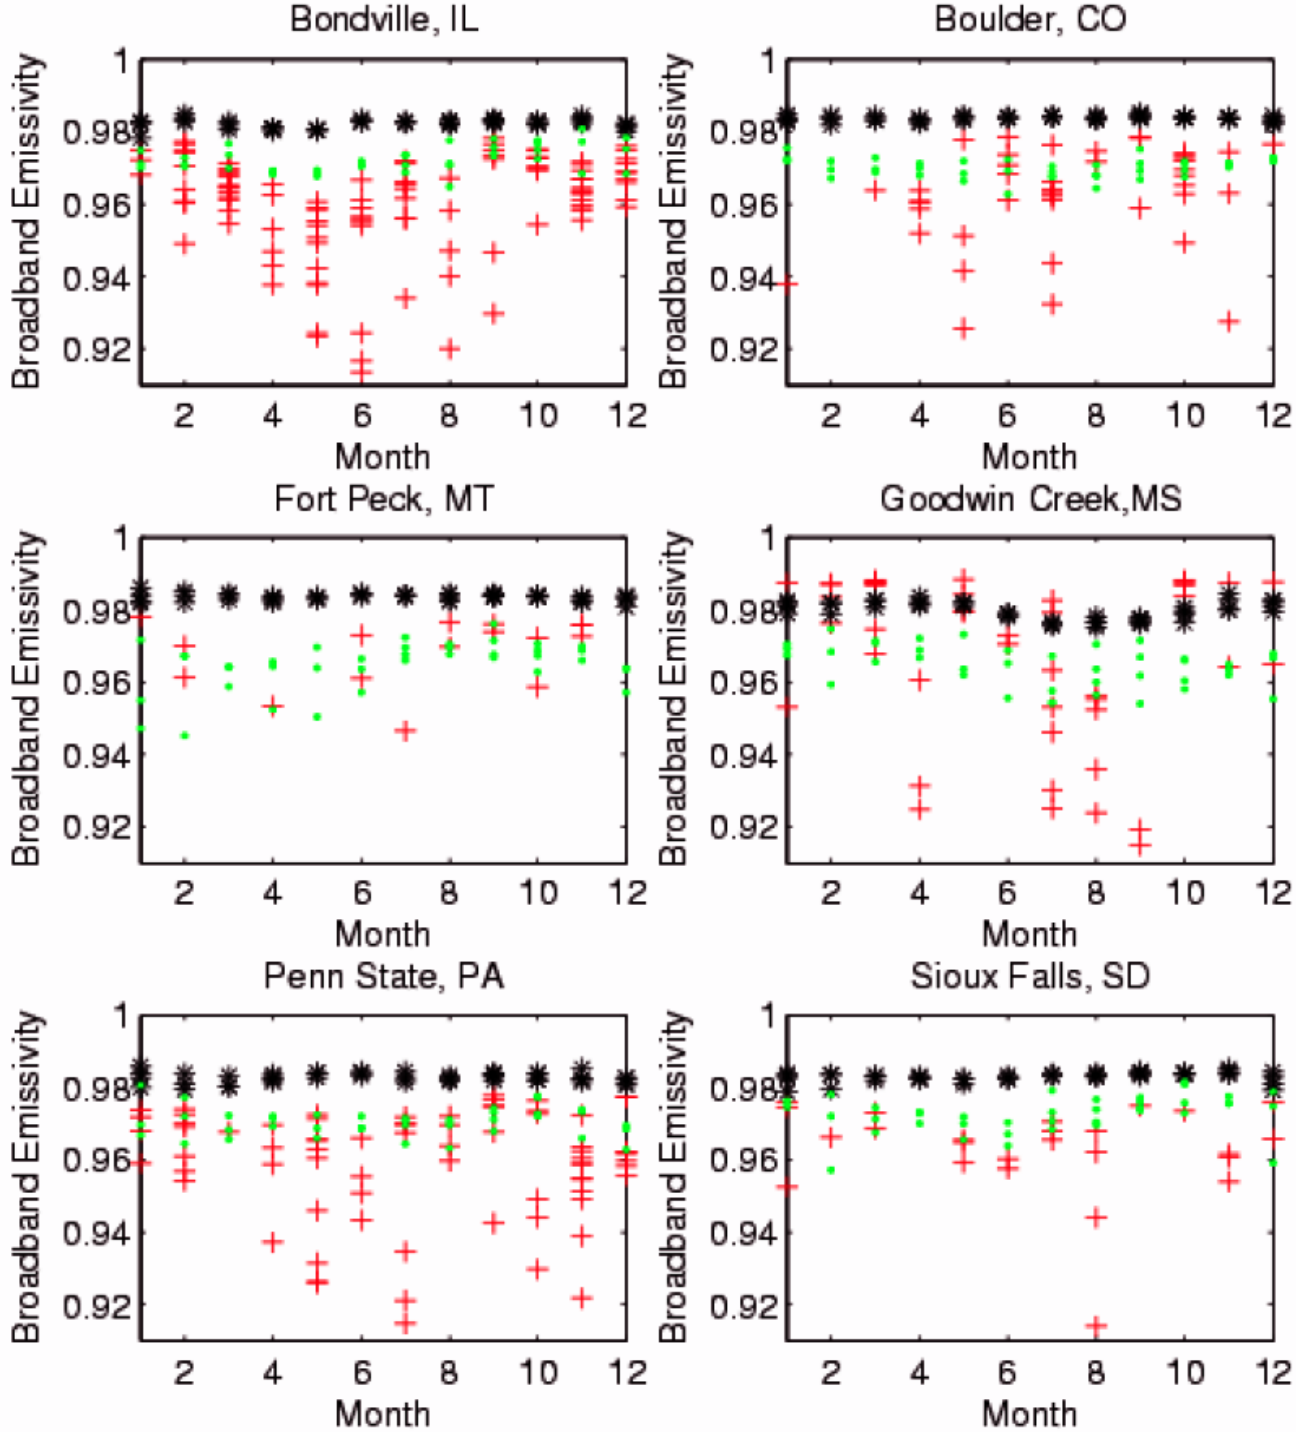 Bondville, IL
Boulder, CO
Broadband Emissivity
1
0.98
0.96
0.94
0.92
2 4 6 8 10 12
Month
Broadband Emissivity
1
0.98
0.96
0.94
0.92
2 4 6 8 10 12
Month
Fort Peck, MT
Goodwin Creek,MS
Broadband Emissivity
1
0.98
0.96
0.94
0.92
2 4 6 8 10 12
Month
Broadband Emissivity
1
0.98
0.96
0.94
0.92
2 4 6 8 10 12
Month
Penn State, PA
Sioux Falls, SD
Broadband Emissivity
1
0.98
0.96
0.94
0.92
2 4 6 8 10 12
Month
Broadband Emissivity
1
0.98
0.96
0.94
0.92
2 4 6 8 10 12
Month